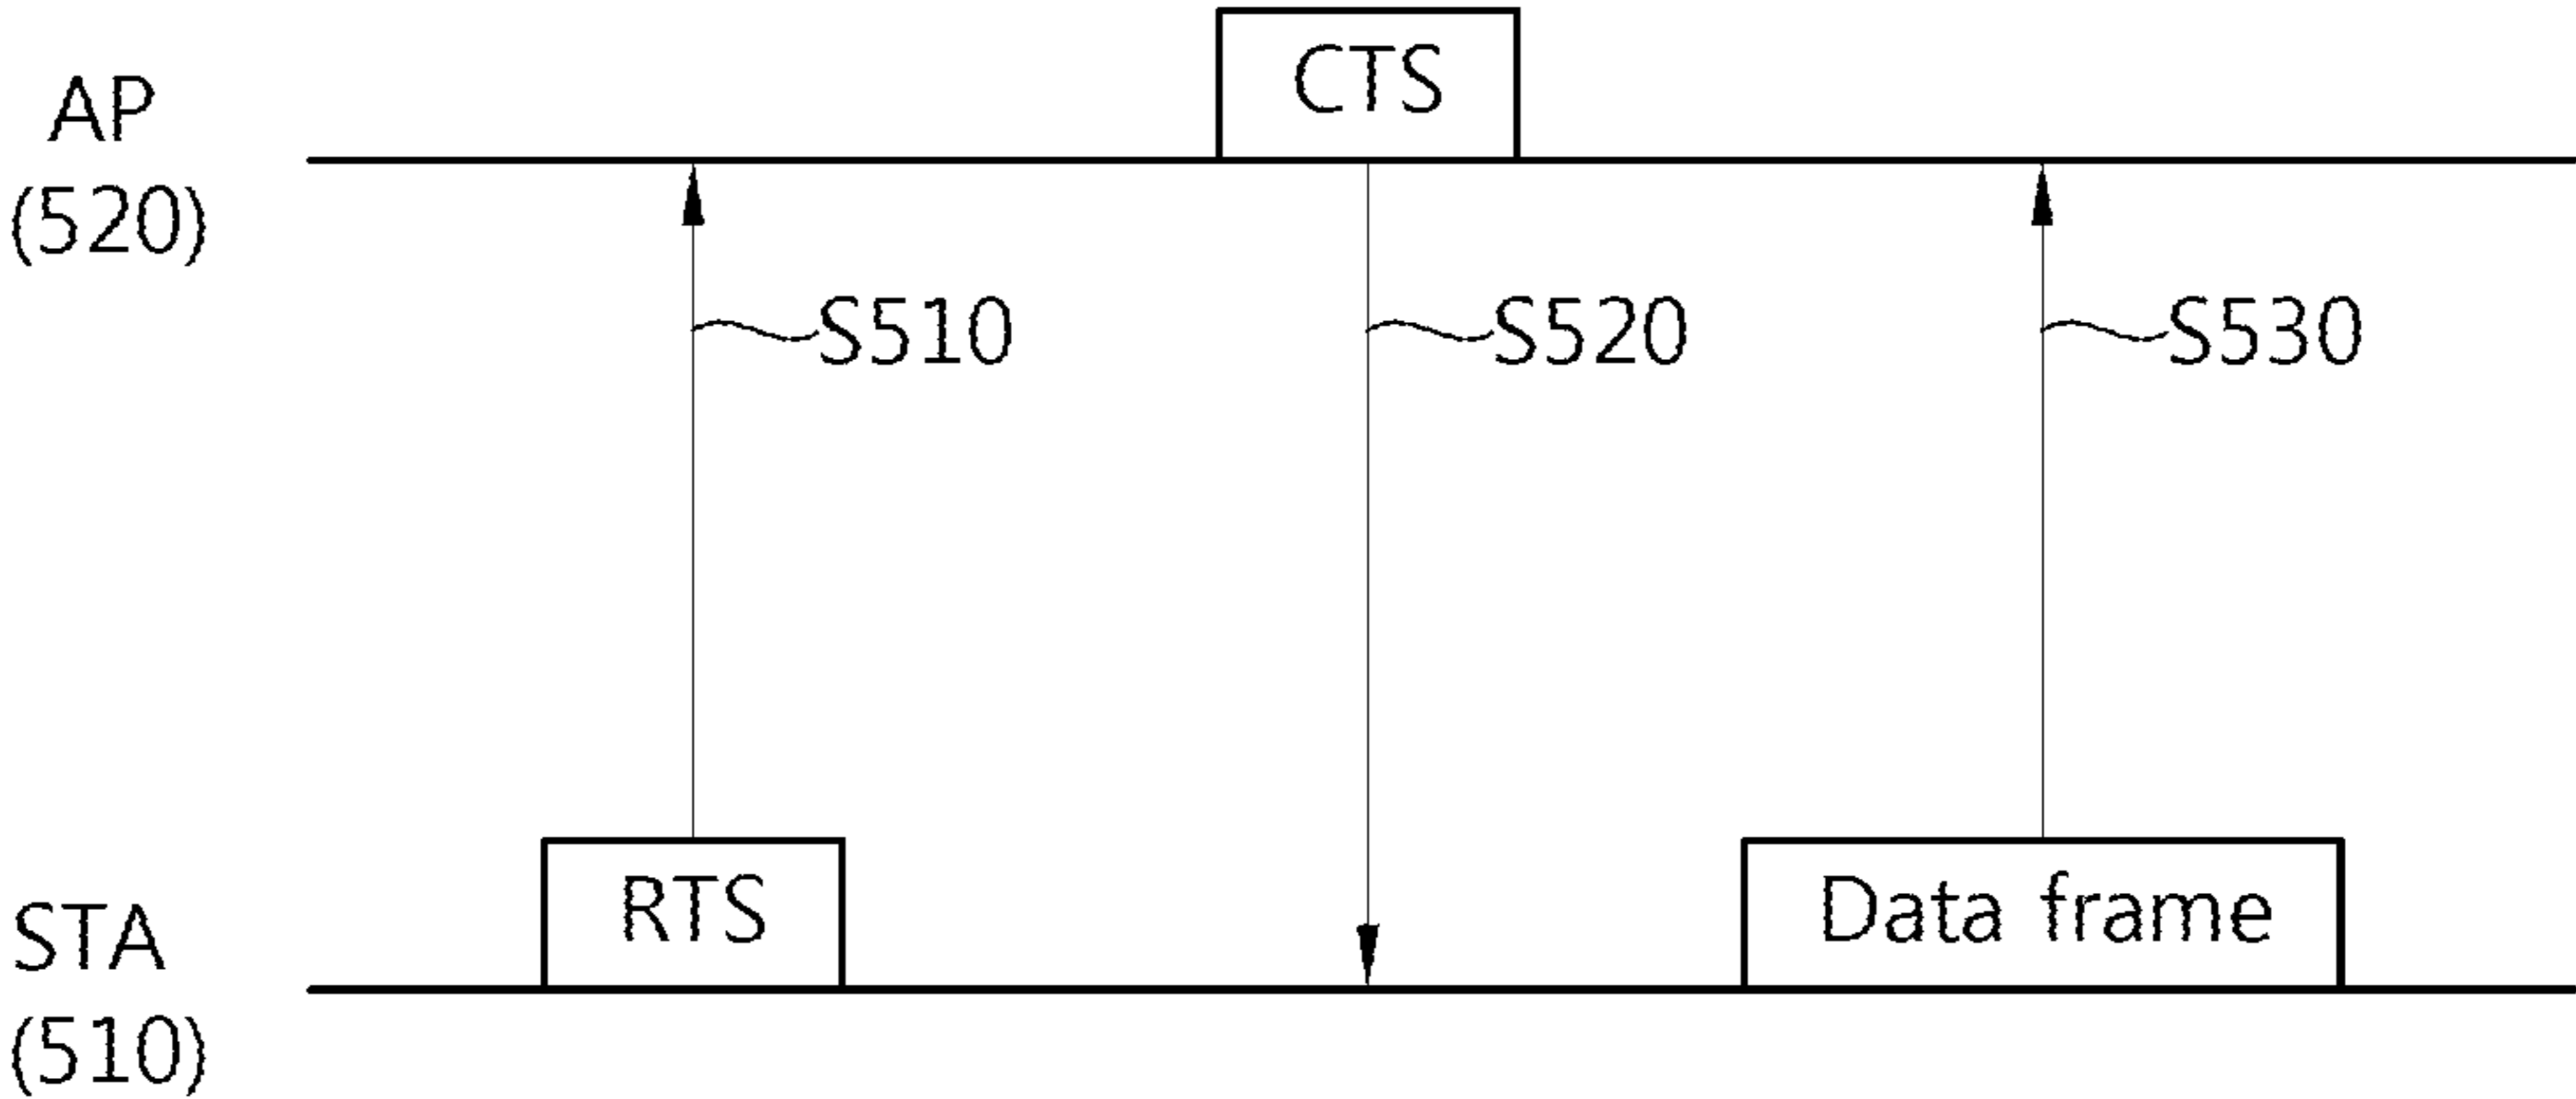 CTS
AP
(520)
S510
S520
S530
RTS
Data frame
STA
(510)